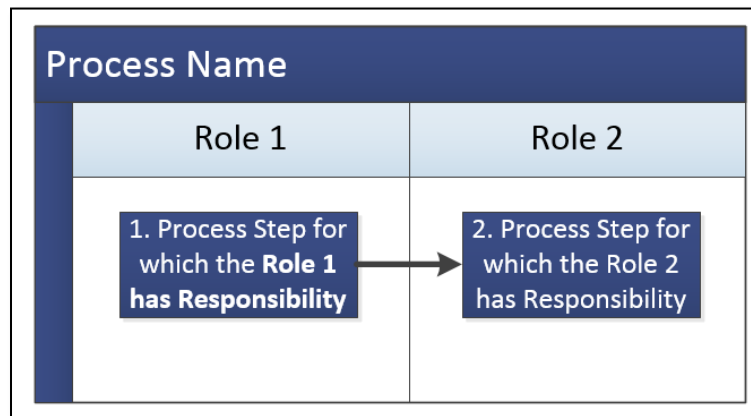 Process Name
Role 1
Role 2
1. Process Step for
which the Role 1
has Responsibility
2. Process Step for
which the Role 2
has Responsibility